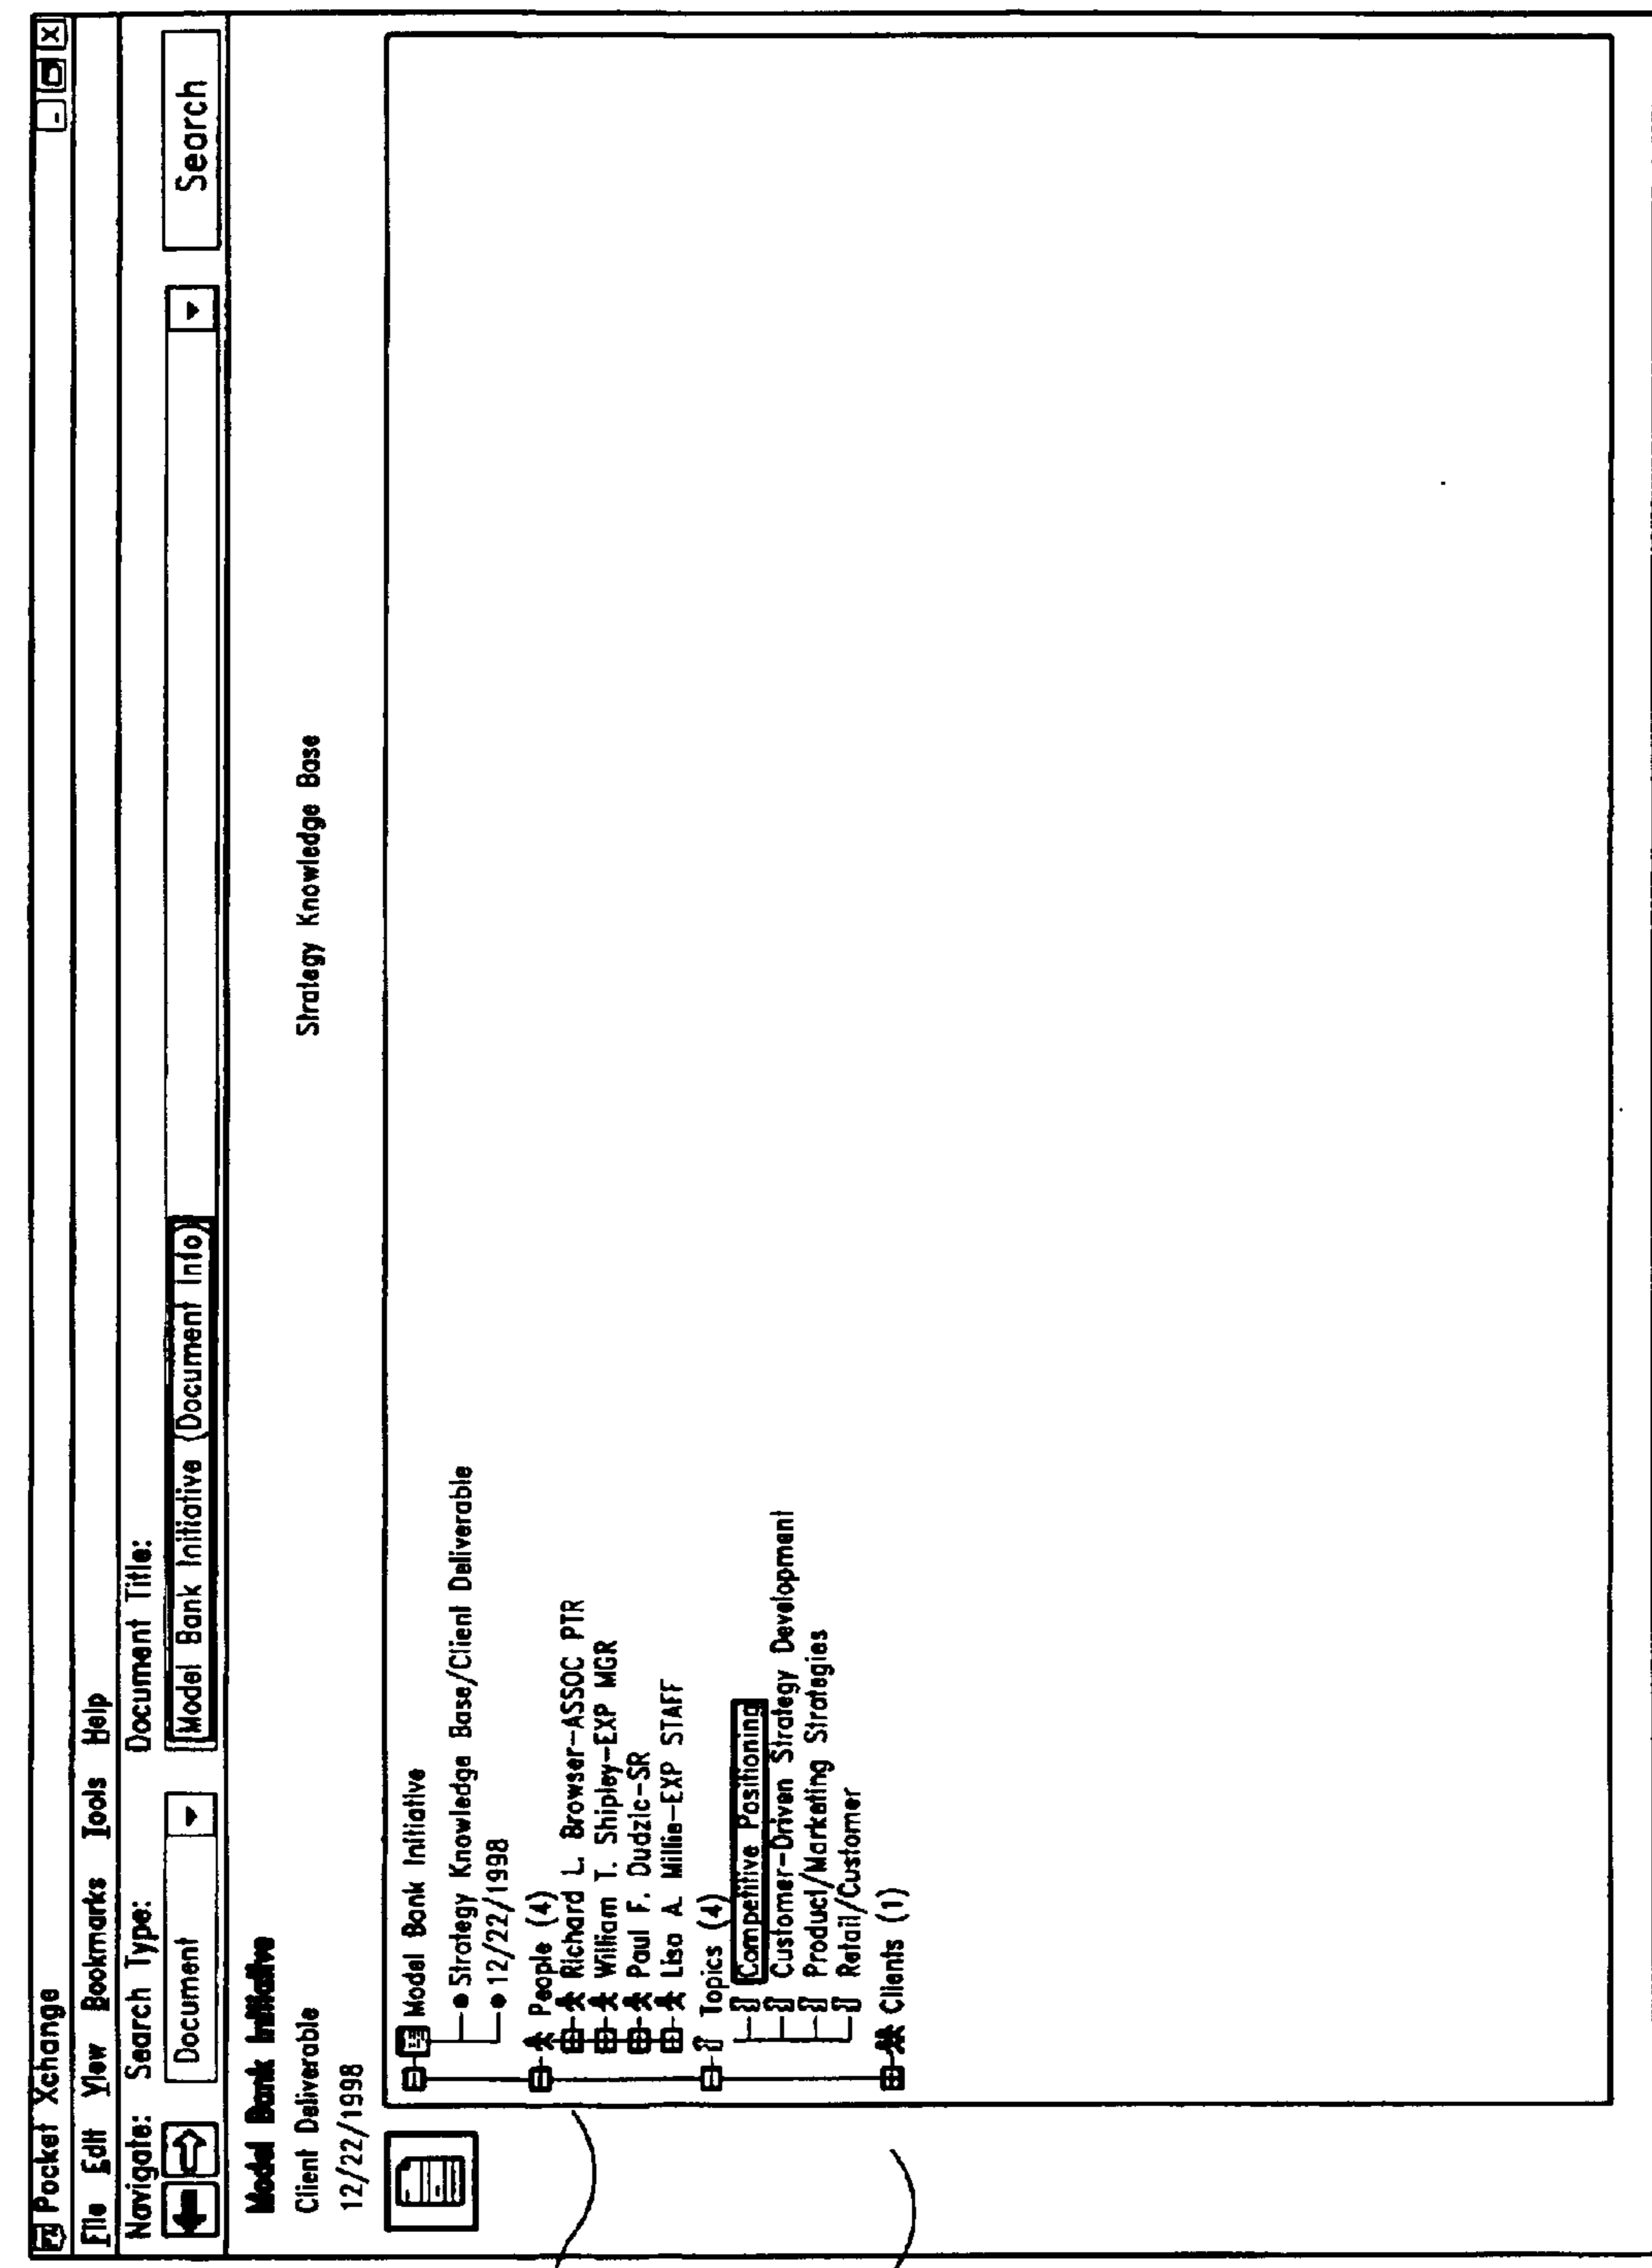 PX Pocket Xchange
File Edit View Bookmarks Tools Help
Navigate: Search Type: Document Title:
Document Model Bank Initiative (Document Info) Search
Model Bank Initiative
Client Deliverable Strategy Knowledge Base
12/22/1998
Model Bank Initiative
Strategy Knowledge Base/Client Deliverable
12/22/1998
People (4)
Richard L. Browser-ASSOC PTR
William T. Shipley-EXP MGR
Paul F. Dudzic-SR
Lisa A. Millie-EXP STAFF
Topics (4)
Competitive Positioning
Customer-Driven Strategy Development
Product/Marketing Strategies
Retail/Customer
Clients (1)